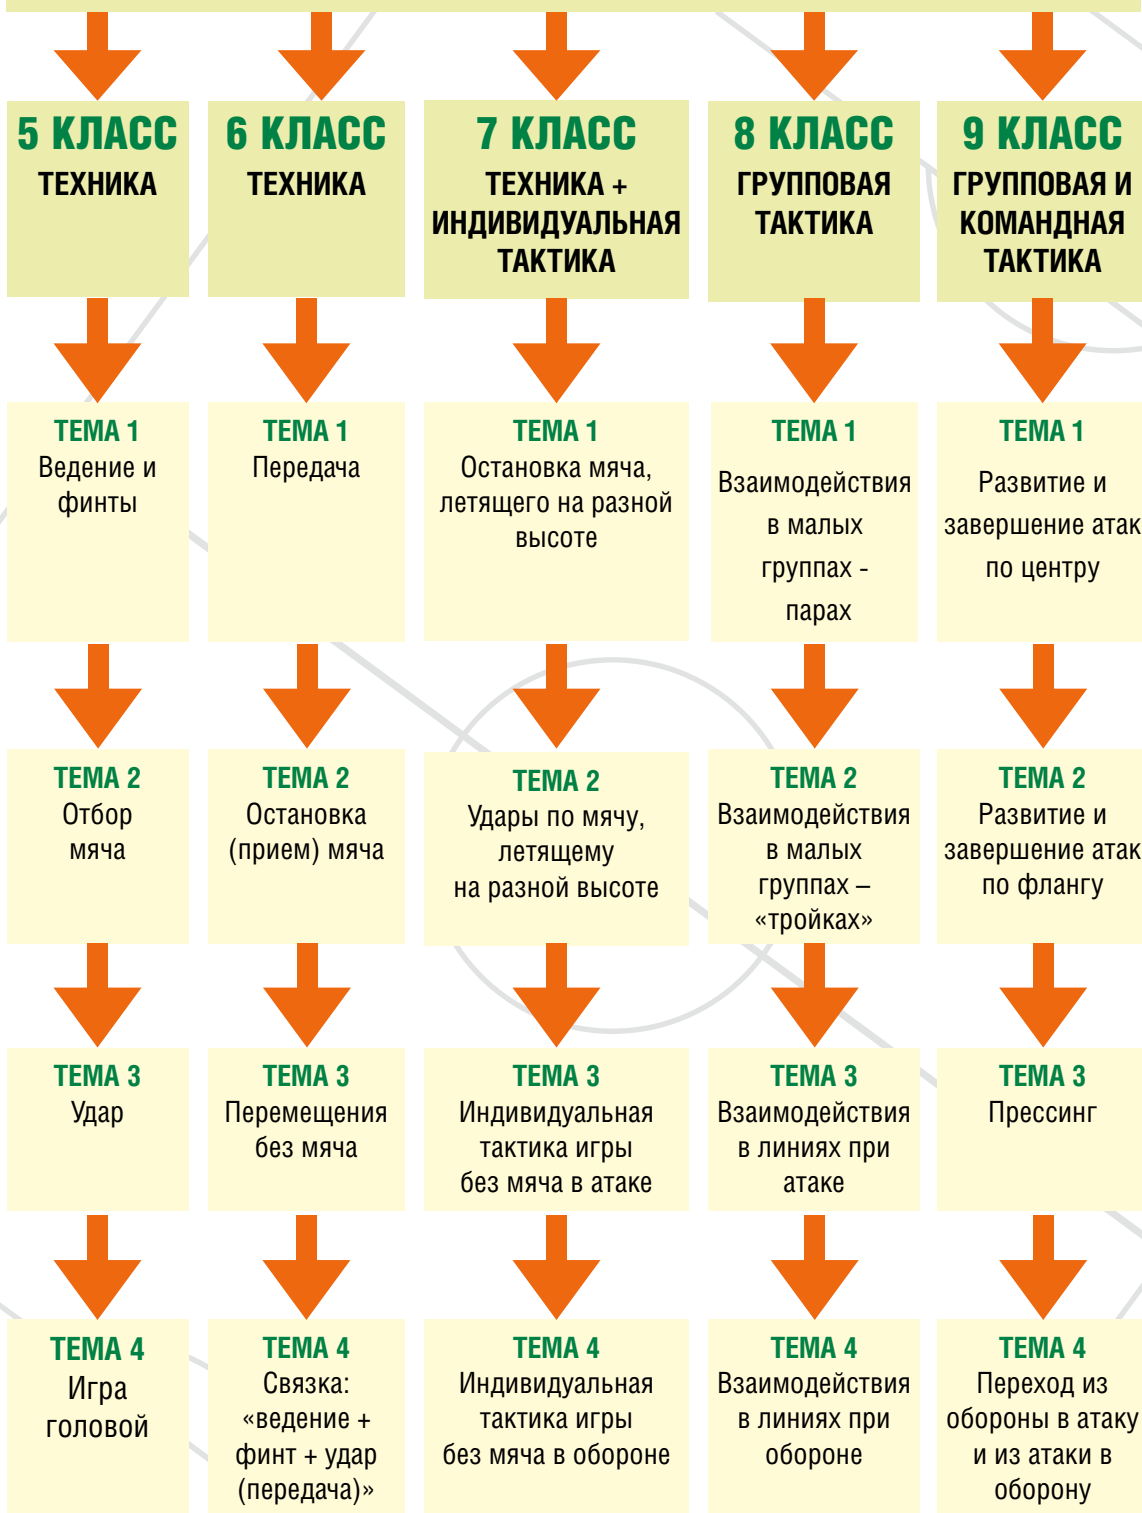 5 КЛАСС
ТЕХНИКА
6 КЛАСС
ТЕХНИКА
7 КЛАСС
ТЕХНИКА +
ИНДИВИДУАЛЬНАЯ
ТАКТИКА
8 КЛАСС
ГРУППОВАЯ
ТАКТИКА
9 КЛАСС
ГРУППОВАЯ И
КОМАНДНАЯ
ТАКТИКА
ТЕМА 1
Ведение и
финты
ТЕМА 1
Передача
ТЕМА 1
Остановка мяча,
летящего на разной
высоте
ТЕМА 1
Взаимодействия
в малых
группах -
парах
ТЕМА 1
Развитие и
завершение атак
по центру
ТЕМА 2
Отбор
мяча
ТЕМА 2
Остановка
(прием) мяча
ТЕМА 2
Удары по мячу,
летящему
на разной высоте
ТЕМА 2
Взаимодействия
в малых
группах –
«тройках»
ТЕМА 2
Развитие и
завершение атак
по флангу
ТЕМА 3
Удар
ТЕМА 3
Перемещения
без мяча
ТЕМА 3
Индивидуальная
тактика игры
без мяча в атаке
ТЕМА 3
Взаимодействия
в линиях при
атаке
ТЕМА 3
Прессинг
ТЕМА 4
Игра
головой
ТЕМА 4
Связка:
«ведение +
финт + удар
(передача)»
ТЕМА 4
Индивидуальная
тактика игры
без мяча в обороне
ТЕМА 4
Взаимодействия
в линиях при
обороне
ТЕМА 4
Переход из
обороны в атаку
и из атаки в
оборону